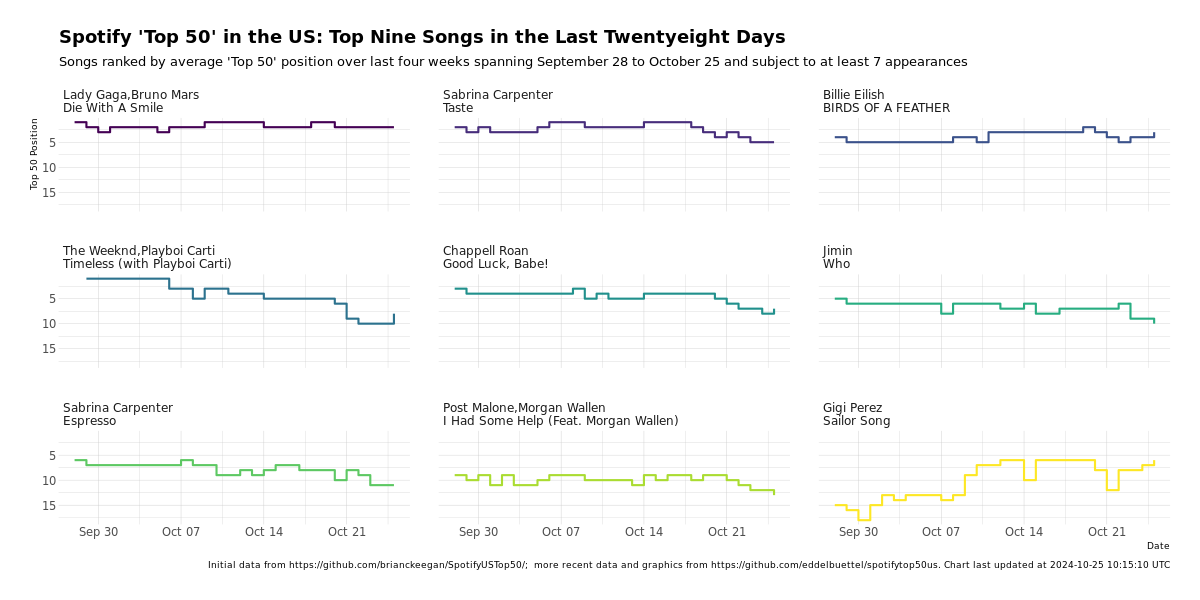 Spotify 'Top 50' in the US: Top Nine Songs in the Last Twentyeight Days
Songs ranked by average 'Top 50' position over last four weeks spanning September 28 to October 25 and subject to at least 7 appearances
Lady Gaga,Bruno Mars
Die With A Smile
Sabrina Carpenter
Taste
Billie Eilish
BIRDS OF A FEATHER
Top 50 Position
5
10
15
The Weeknd,Playboi Carti
Timeless (with Playboi Carti)
Chappell Roan
Good Luck, Babe!
Jimin
Who
5
10
15
Sabrina Carpenter
Espresso
Post Malone,Morgan Wallen
I Had Some Help (Feat. Morgan Wallen)
Gigi Perez
Sailor Song
5
10
15
Sep 30 Oct 07 Oct 14 Oct 21
Sep 30 Oct 07 Oct 14 Oct 21
Sep 30 Oct 07 Oct 14 Oct 21
Date
Initial data from https://github.com/brianckeegan/SpotifyUSTop50/; more recent data and graphics from https://github.com/eddelbuettel/spotifytop50us. Chart last updated at 2024-10-25 10:15:10 UTC